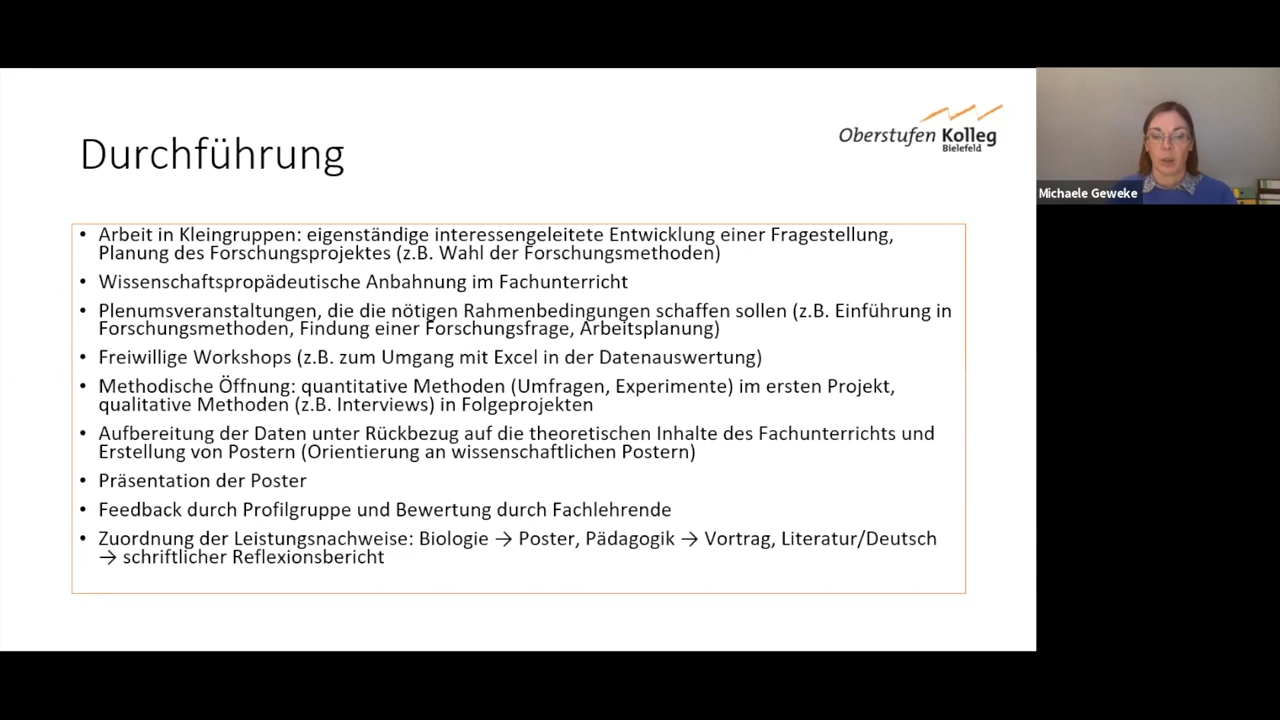 Durchführung
Oberstufen Kolleg
Bielefeld
Michaele Geweke
• Arbeit in Kleingruppen: eigenständige interessengeleitete Entwicklung einer Fragestellung,
Planung des Forschungsprojektes (z.B. Wahl der Forschungsmethoden)
• Wissenschaftspropädeutische Anbahnung im Fachunterricht
• Plenumsveranstaltungen, die die nötigen Rahmenbedingungen schaffen sollen (z.B. Einführung in
Forschungsmethoden, Findung einer Forschungsfrage, Arbeitsplanung)
• Freiwillige Workshops (z.B. zum Umgang mit Excel in der Datenauswertung)
• Methodische Öffnung: quantitative Methoden (Umfragen, Experimente) im ersten Projekt,
qualitative Methoden (z.B. Interviews) in Folgeprojekten
• Aufbereitung der Daten unter Rückbezug auf die theoretischen Inhalte des Fachunterrichts und
Erstellung von Postern (Orientierung an wissenschaftlichen Postern)
• Präsentation der Poster
• Feedback durch Profilgruppe und Bewertung durch Fachlehrende
• Zuordnung der Leistungsnachweise: Biologie → Poster, Pädagogik → Vortrag, Literatur/Deutsch
→ schriftlicher Reflexionsbericht